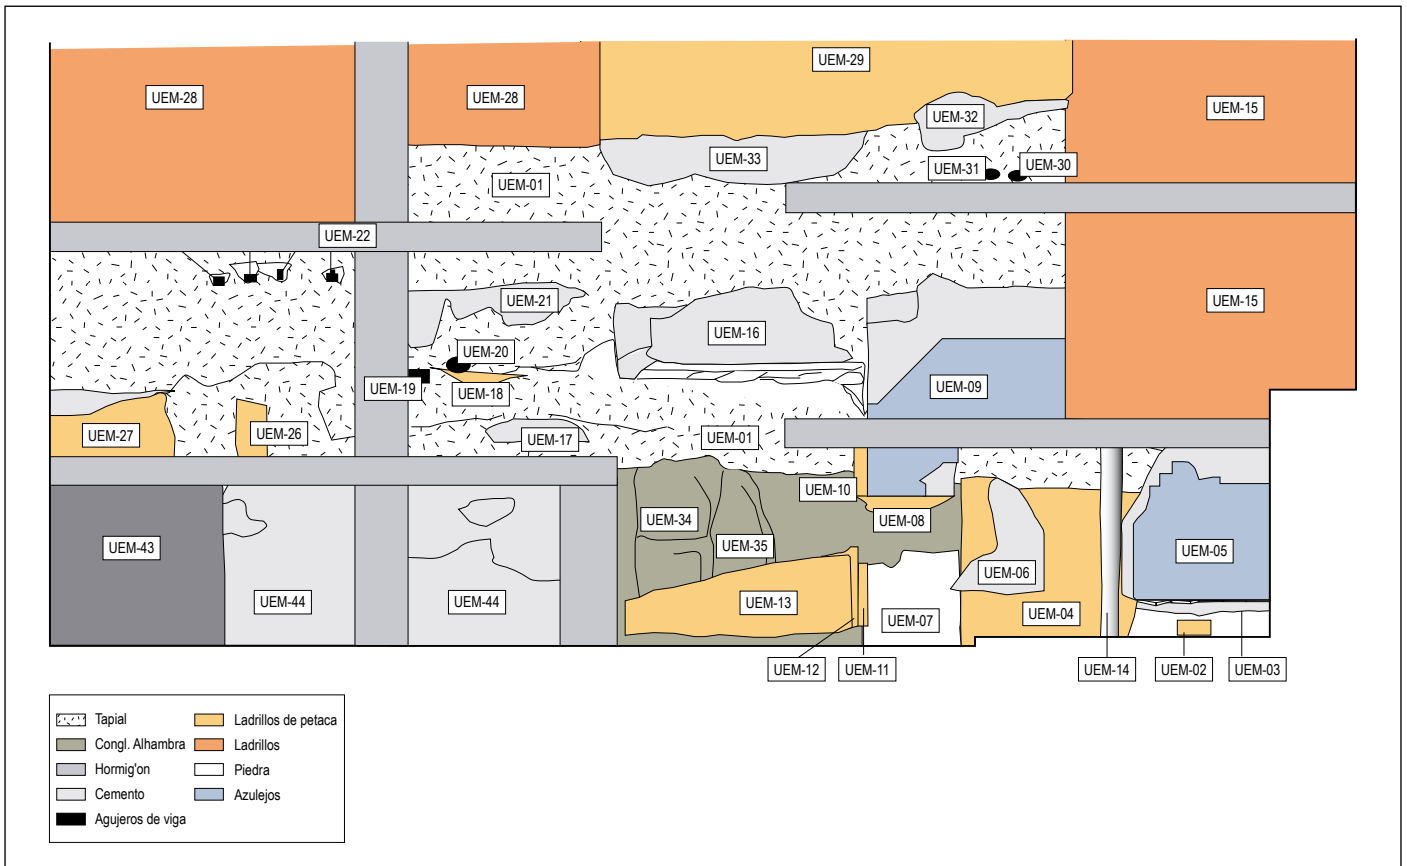 UEM-29
UEM-28
UEM-28
UEM-15
UEM-32
UEM-33
UEM-31
UEM-30
UEM-01
UEM-22
UEM-21
UEM-15
UEM-16
UEM-20
UEM-19
UEM-18
UEM-09
UEM-27
UEM-26
UEM-17
UEM-01
UEM-10
UEM-34
UEM-08
UEM-43
UEM-35
UEM-05
UEM-06
UEM-44
UEM-44
UEM-13
UEM-04
UEM-07
UEM-12
UEM-11
UEM-14
UEM-02
UEM-03
Tapial
Congl. Alhambra
Hormig'on
Cemento
Agujeros de viga
Ladrillos de petaca
Ladrillos
Piedra
Azulejos